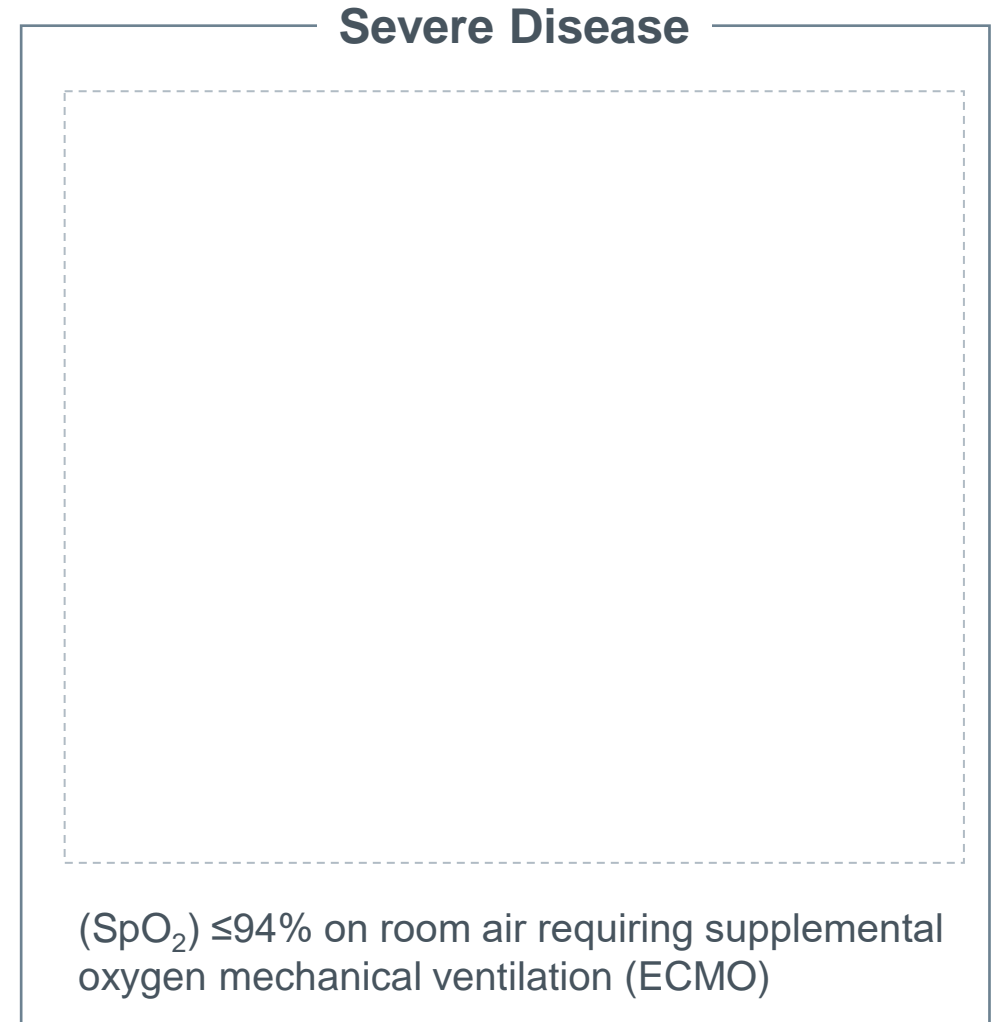 Severe Disease
(SpO₂) ≤94% on room air requiring supplemental
oxygen mechanical ventilation (ECMO)